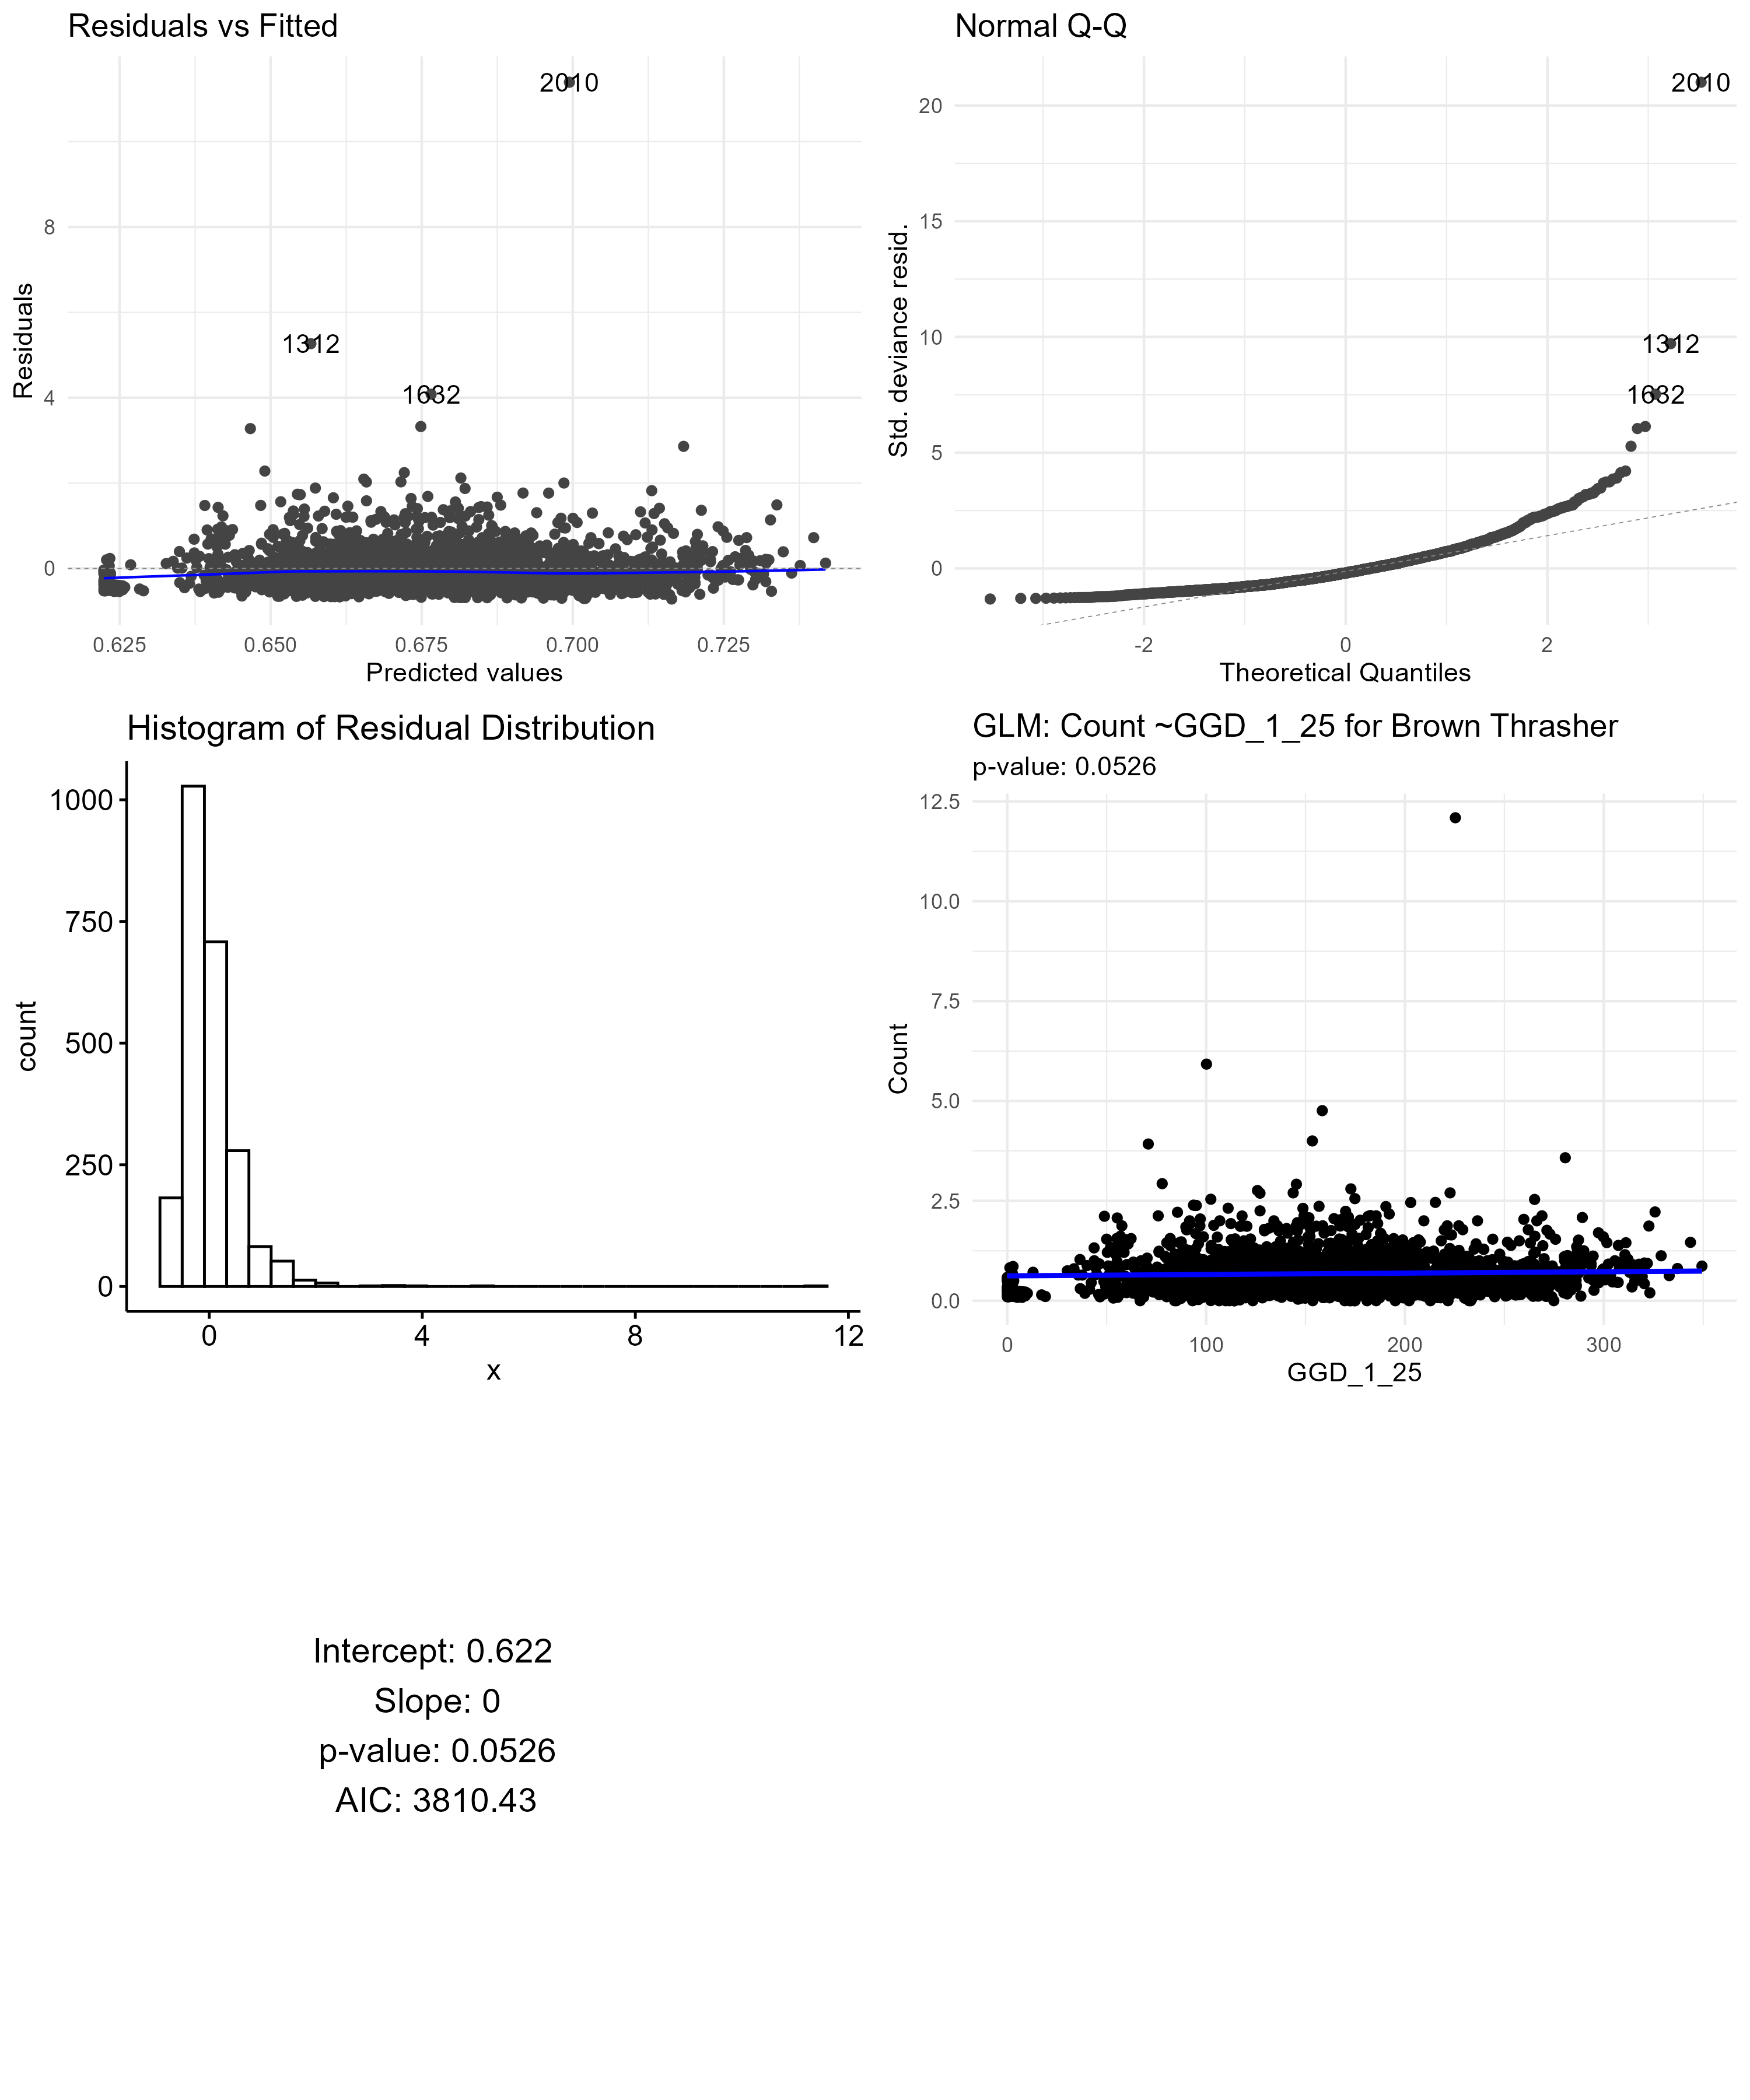 Residuals vs Fitted
2010
1312
1632
8
4
0
Residuals
0.625
0.650
0.675
0.700
0.725
Predicted values
Normal Q-Q
2010
1312
1632
20
15
10
5
0
Std. deviance resid.
-2
0
2
Theoretical Quantiles
Histogram of Residual Distribution
1000
750
500
250
0
count
0
4
8
12
x
GLM: Count ~GGD_1_25 for Brown Thrasher
p-value: 0.0526
12.5
10.0
7.5
5.0
2.5
0.0
Count
0
100
200
300
GGD_1_25
Intercept: 0.622
Slope: 0
p-value: 0.0526
AIC: 3810.43